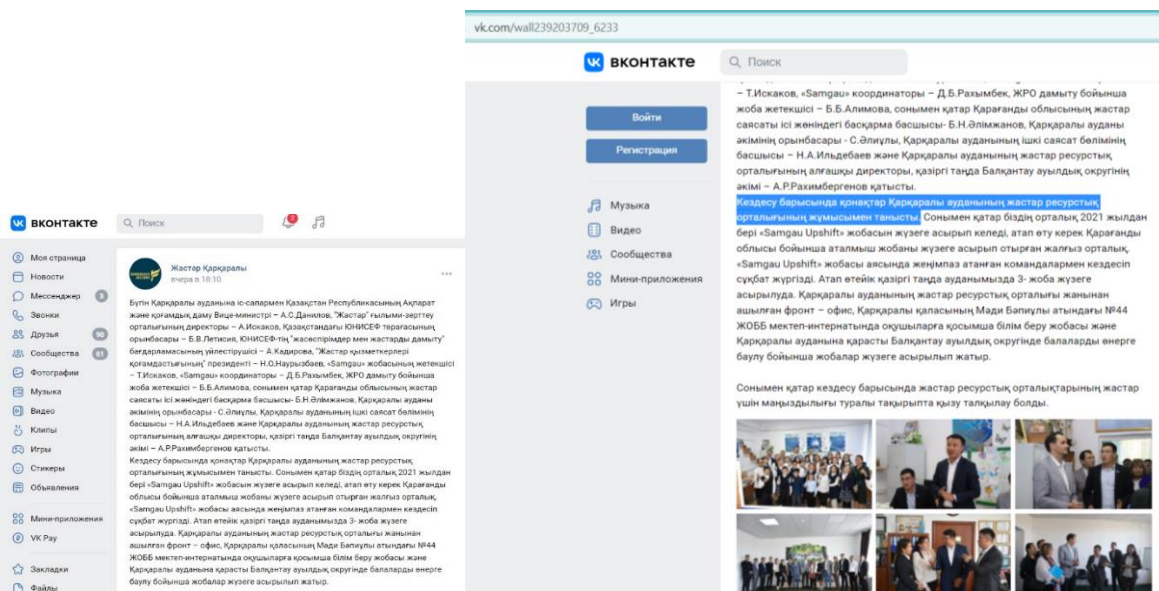 вконтакте
Поиск
2
Моя страница
Новости
Мессенджер 3
Звонки
Друзья 98
Сообщества 61
Фотографии
Музыка
Видео
Клипы
Игры
Стикеры
Объявления
Мини-приложения
VK Pay
Закладки
Файлы
Жастар Қарқаралы
вчера в 18:10
Бүгін Қарқаралы ауданына іс-сапармен Қазақстан Республикасының Ақпарат
және қоғамдық даму Вице-министрі – А.С.Данилов, "Жастар" ғылыми-зерттеу
орталығының директоры – А.Искаков, Қазақстандағы ЮНИСЕФ төрағасының
орынбасары – Б.В.Летисия, ЮНИСЕФ-тің "жасөспірімдер мен жастарды дамыту"
бағдарламасының үйлестірушісі – А.Кадирова, "Жастар қызметкерлері
қоғамдастығының" президенті – Н.О.Наурызбаев, «Samgau» жобасының жетекшісі
– Т.Искаков, «Samgau» координаторы – Д.Б.Рахымбек, ЖРО дамыту бойынша
жоба жетекшісі – Б.Б.Алимова, сонымен қатар Қарағанды облысының жастар
саясаты ісі жөніндегі басқарма басшысы- Б.Н.Әлімжанов, Қарқаралы ауданы
әкімінің орынбасары - С.Әлиұлы, Қарқаралы ауданының ішкі саясат бөлімінің
басшысы – Н.А.Ильдебаев және Қарқаралы ауданының жастар ресурстық
орталығының алғашқы директоры, қазіргі таңда Балқантау ауылдық округінің
әкімі – А.Р.Рахимбергенов қатысты.
Кездесу барысында қонақтар Қарқаралы ауданының жастар ресурстық
орталығының жұмысымен танысты. Сонымен қатар біздің орталық 2021 жылдан
бері «Samgau Upshift» жобасын жүзеге асырып келеді, атап өту керек Қарағанды
облысы бойынша аталмыш жобаны жүзеге асырып отырған жалғыз орталық.
«Samgau Upshift» жобасы аясында жеңімпаз атанған командалармен кездесіп
сұқбат жүргізді. Атап өтейік қазіргі таңда ауданымызда 3- жоба жүзеге
асырылуда. Қарқаралы ауданының жастар ресурстық орталығы жанынан
ашылған фронт – офис, Қарқаралы қаласының Мәди Бәпиұлы атындағы №44
ЖОББ мектеп-интернатында оқушыларға қосымша білім беру жобасы және
Қарқаралы ауданына қарасты Балқантау ауылдық округінде балаларды өнерге
баулу бойынша жобалар жүзеге асырылып жатыр.
vk.com/wall239203709_6233
вконтакте
Поиск
Войти
Регистрация
Музыка
Видео
Сообщества
Мини-приложения
Игры
– Т.Искаков, «Samgau» координаторы – Д.Б.Рахымбек, ЖРО дамыту бойынша
жоба жетекшісі – Б.Б.Алимова, сонымен қатар Қарағанды облысының жастар
саясаты ісі жөніндегі басқарма басшысы- Б.Н.Әлімжанов, Қарқаралы ауданы
әкімінің орынбасары - С.Әлиұлы, Қарқаралы ауданының ішкі саясат бөлімінің
басшысы – Н.А.Ильдебаев және Қарқаралы ауданының жастар ресурстық
орталығының алғашқы директоры, қазіргі таңда Балқантау ауылдық округінің
әкімі – А.Р.Рахимбергенов қатысты.
Кездесу барысында қонақтар Қарқаралы ауданының жастар ресурстық
орталығының жұмысымен танысты. Сонымен қатар біздің орталық 2021 жылдан
бері «Samgau Upshift» жобасын жүзеге асырып келеді, атап өту керек Қарағанды
облысы бойынша аталмыш жобаны жүзеге асырып отырған жалғыз орталық.
«Samgau Upshift» жобасы аясында жеңімпаз атанған командалармен кездесіп
сұқбат жүргізді. Атап өтейік қазіргі таңда ауданымызда 3- жоба жүзеге
асырылуда. Қарқаралы ауданының жастар ресурстық орталығы жанынан
ашылған фронт – офис, Қарқаралы қаласының Мәди Бәпиұлы атындағы №44
ЖОББ мектеп-интернатында оқушыларға қосымша білім беру жобасы және
Қарқаралы ауданына қарасты Балқантау ауылдық округінде балаларды өнерге
баулу бойынша жобалар жүзеге асырылып жатыр.
Сонымен қатар кездесу барысында жастар ресурстық орталықтарының жастар
үшін маңыздылығы туралы тақырыпта қызу талқылау болды.